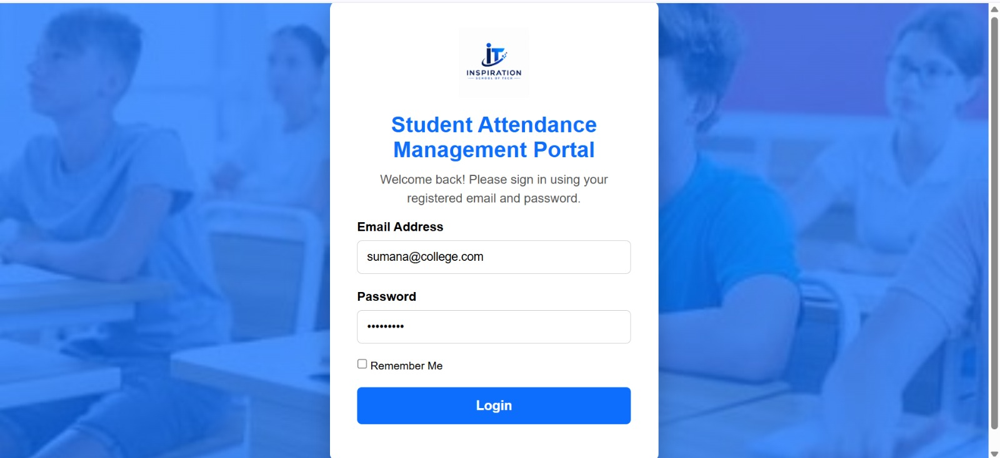 iT
INSPIRATION
SCHOOL OF TECH
Student Attendance
Management Portal
Welcome back! Please sign in using your
registered email and password.
Email Address
sumana@college.com
Password
•••••••••
Remember Me
Login